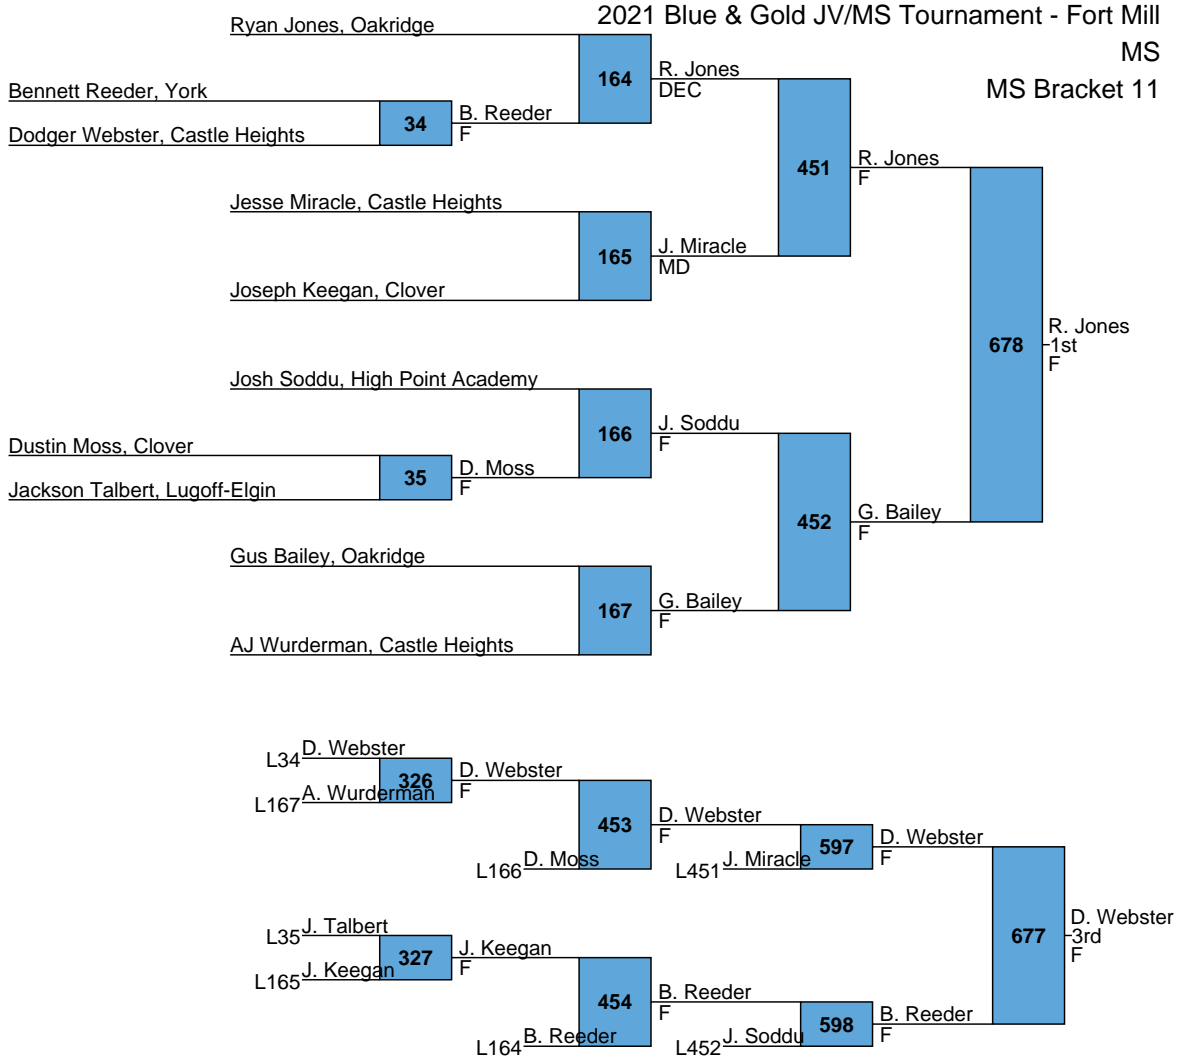 2021 Blue & Gold JV/MS Tournament - Fort Mill
MS
MS Bracket 11
Ryan Jones, Oakridge
164
R. Jones
DEC
Bennett Reeder, York
34
B. Reeder
F
Dodger Webster, Castle Heights
451
R. Jones
F
Jesse Miracle, Castle Heights
165
J. Miracle
MD
Joseph Keegan, Clover
678
R. Jones
1st
F
Josh Soddu, High Point Academy
166
J. Soddu
F
Dustin Moss, Clover
35
D. Moss
F
Jackson Talbert, Lugoff-Elgin
452
G. Bailey
F
Gus Bailey, Oakridge
167
G. Bailey
F
AJ Wurderman, Castle Heights
L34
D. Webster
326
D. Webster
F
L167
A. Wurderman
453
D. Webster
F
L166
D. Moss
L451
J. Miracle
597
D. Webster
F
677
D. Webster
3rd
F
L35
J. Talbert
327
J. Keegan
F
L165
J. Keegan
454
B. Reeder
F
L164
B. Reeder
L452
J. Soddu
598
B. Reeder
F